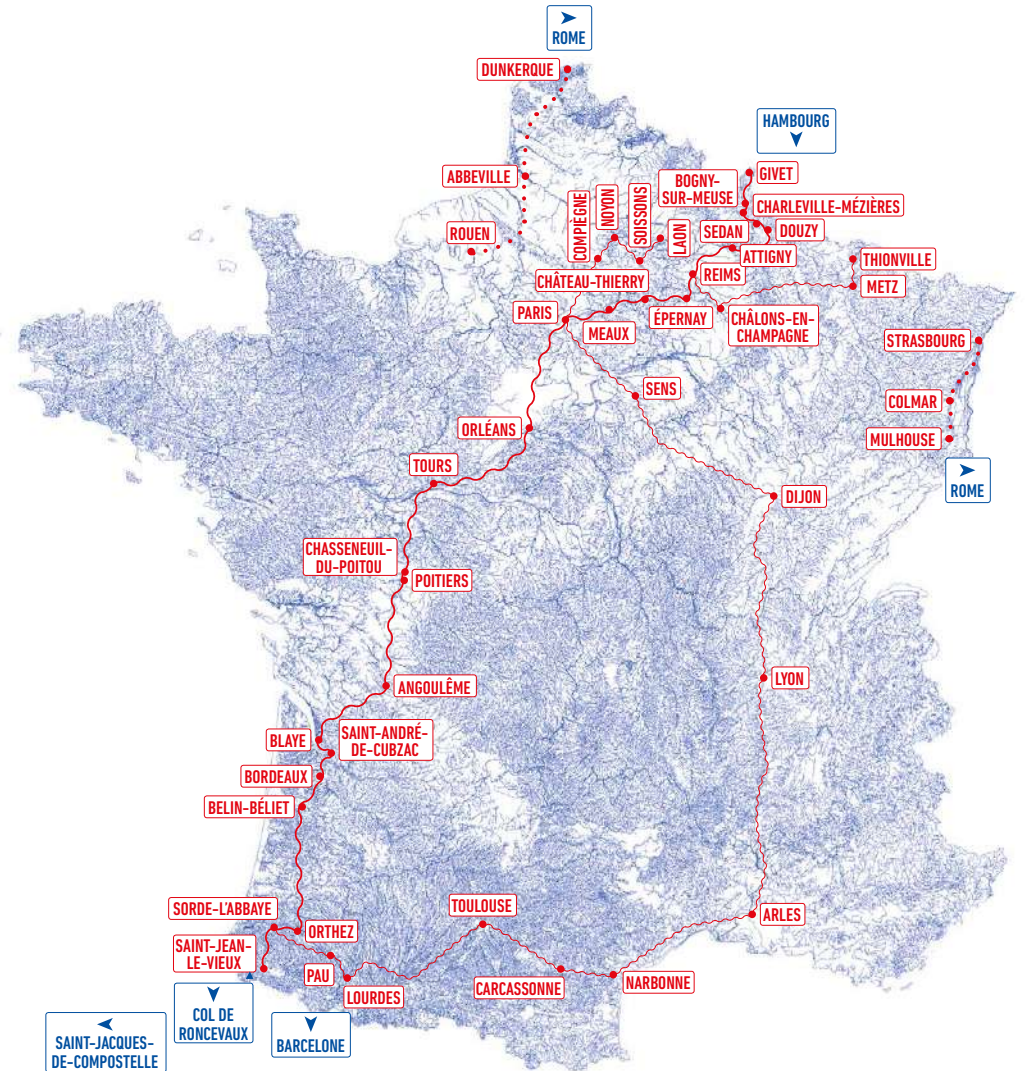 ROME
DUNKERQUE
HAMBOURG
ABBEVILLE
GIVET
BOGNY-
SUR-MEUSE
CHARLEVILLE-MÉZIÈRES
ROUEN
COMPIÈGNE
NOYON
SOISSONS
LAON
SEDAN
DOUZY
ATTIGNY
THIONVILLE
CHÂTEAU-THIERRY
REIMS
METZ
PARIS
MEAUX
ÉPERNAY
CHÂLONS-EN-
CHAMPAGNE
STRASBOURG
SENS
COLMAR
ORLÉANS
MULHOUSE
TOURS
ROME
DIJON
CHASSENEUIL-
DU-POITOU
POITIERS
LYON
ANGOULÊME
BLAYE
SAINT-ANDRÉ-
DE-CUBZAC
BORDEAUX
BELIN-BÉLIET
SORDE-L'ABBAYE
TOULOUSE
ARLES
ORTHEZ
SAINT-JEAN-
LE-VIEUX
PAU
LOURDES
CARCASSONNE
NARBONNE
COL DE
RONCEVAUX
BARCELONE
SAINT-JACQUES-
DE-COMPOSTELLE